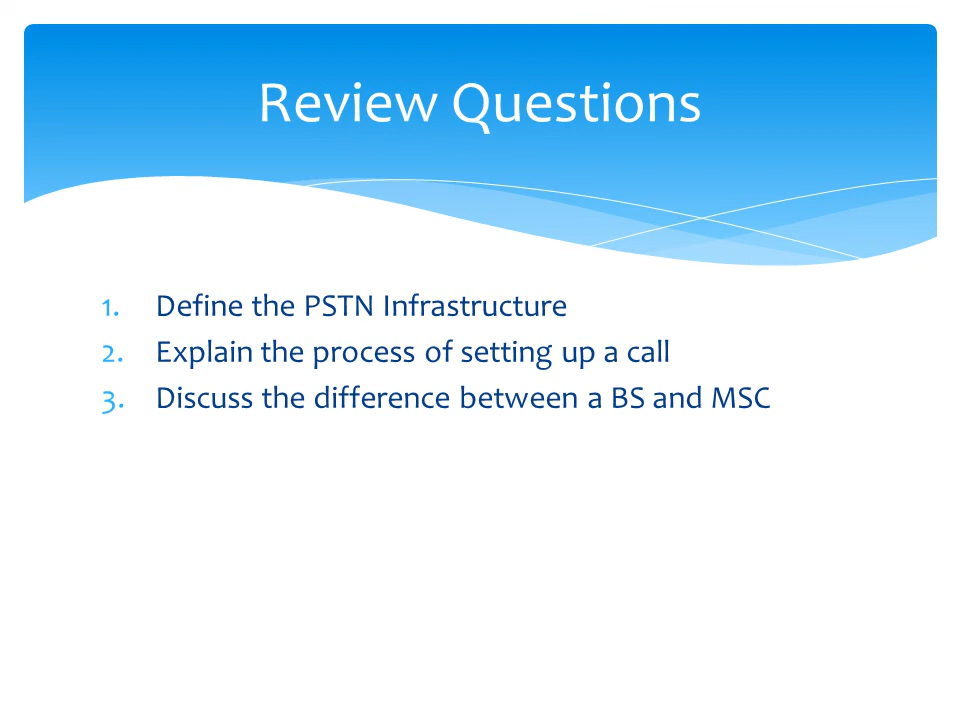 Review Questions
1. Define the PSTN Infrastructure
2. Explain the process of setting up a call
3. Discuss the difference between a BS and MSC